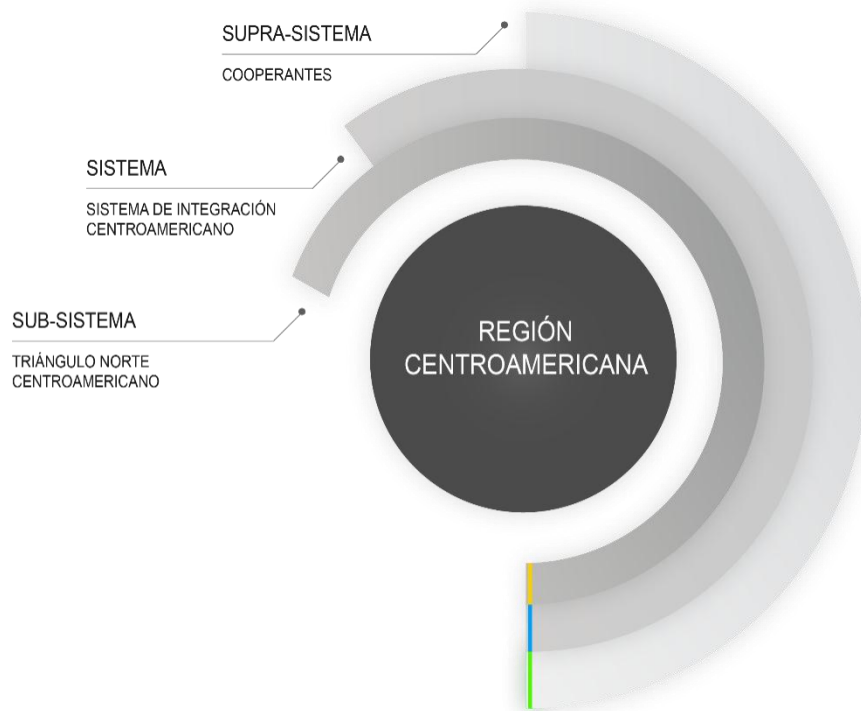 SUPRA-SISTEMA
COOPERANTES
SISTEMA
SISTEMA DE INTEGRACIÓN
CENTROAMERICANO
SUB-SISTEMA
TRIÁNGULO NORTE
CENTROAMERICANO
REGIÓN
CENTROAMERICANA